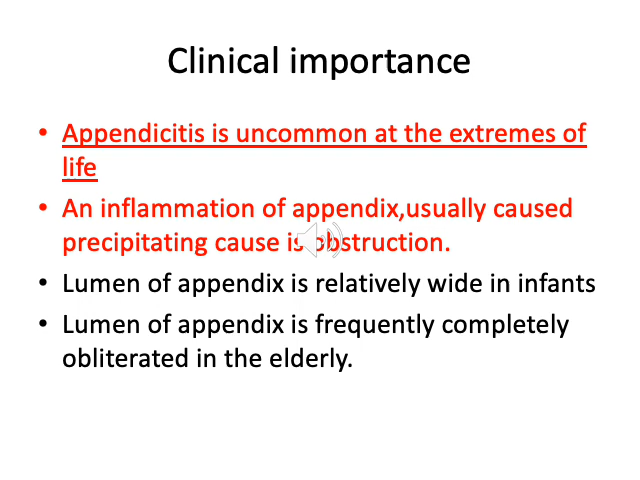 Clinical importance
• Appendicitis is uncommon at the extremes of
life
• An inflammation of appendix,usually caused
precipitating cause is obstruction.
• Lumen of appendix is relatively wide in infants
• Lumen of appendix is frequently completely
obliterated in the elderly.